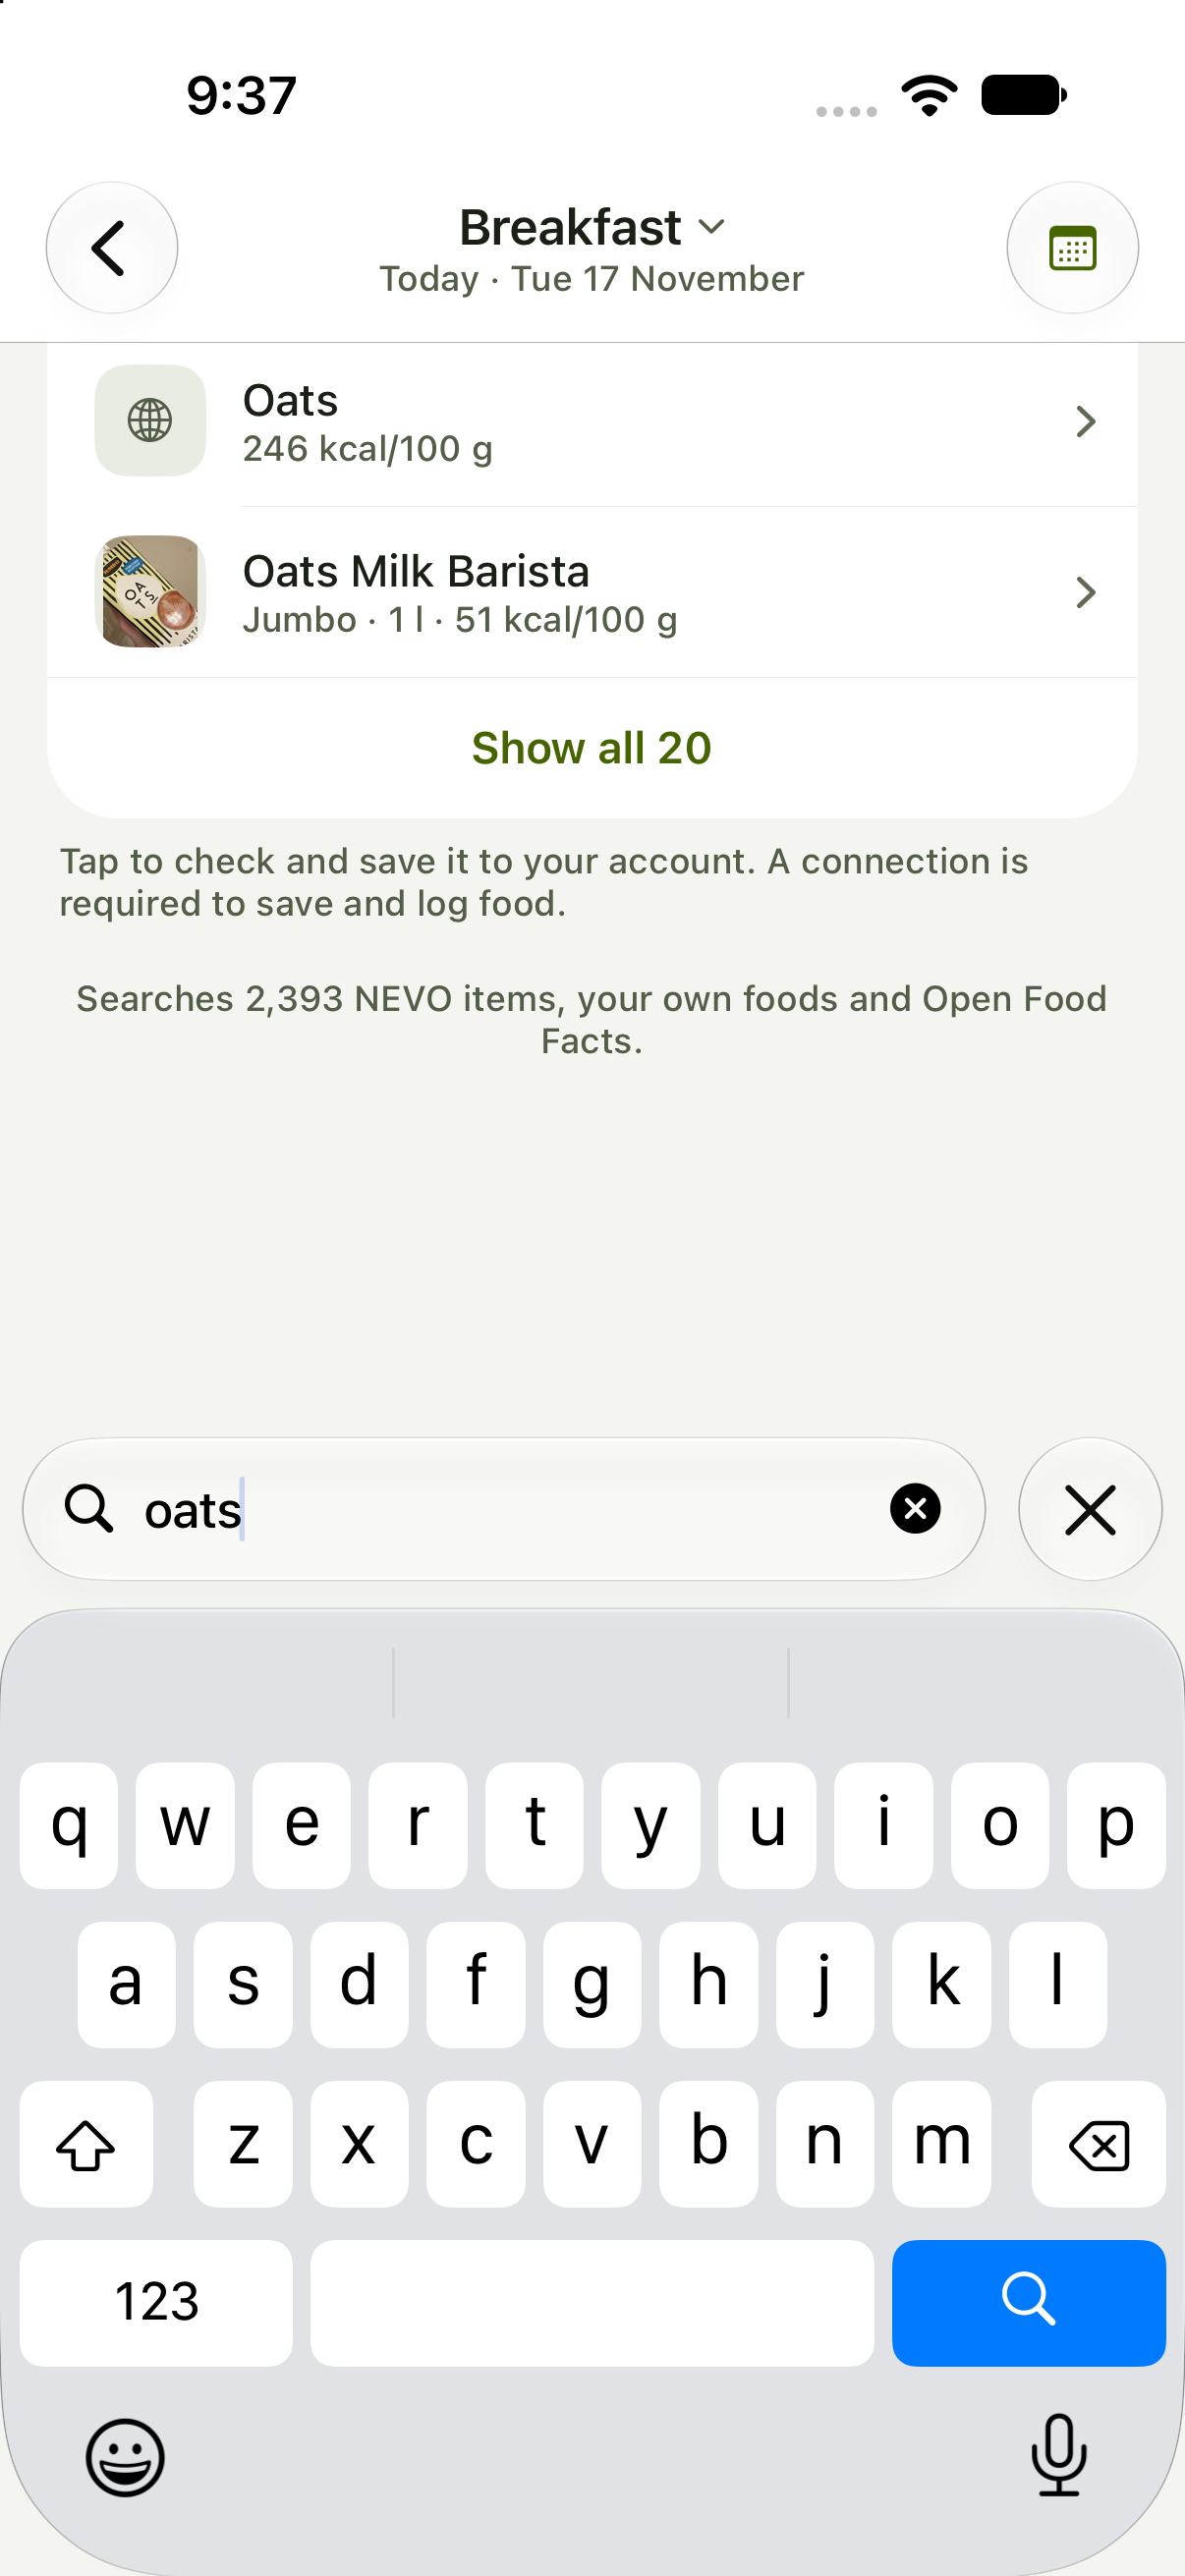 9:37
Breakfast
Today · Tue 17 November
Oats
246 kcal/100 g
Oats Milk Barista
Jumbo · 1 l · 51 kcal/100 g
Show all 20
Tap to check and save it to your account. A connection is
required to save and log food.
Searches 2,393 NEVO items, your own foods and Open Food
Facts.
oats
q w e r t y u i o p
a s d f g h j k l
z x c v b n m
123